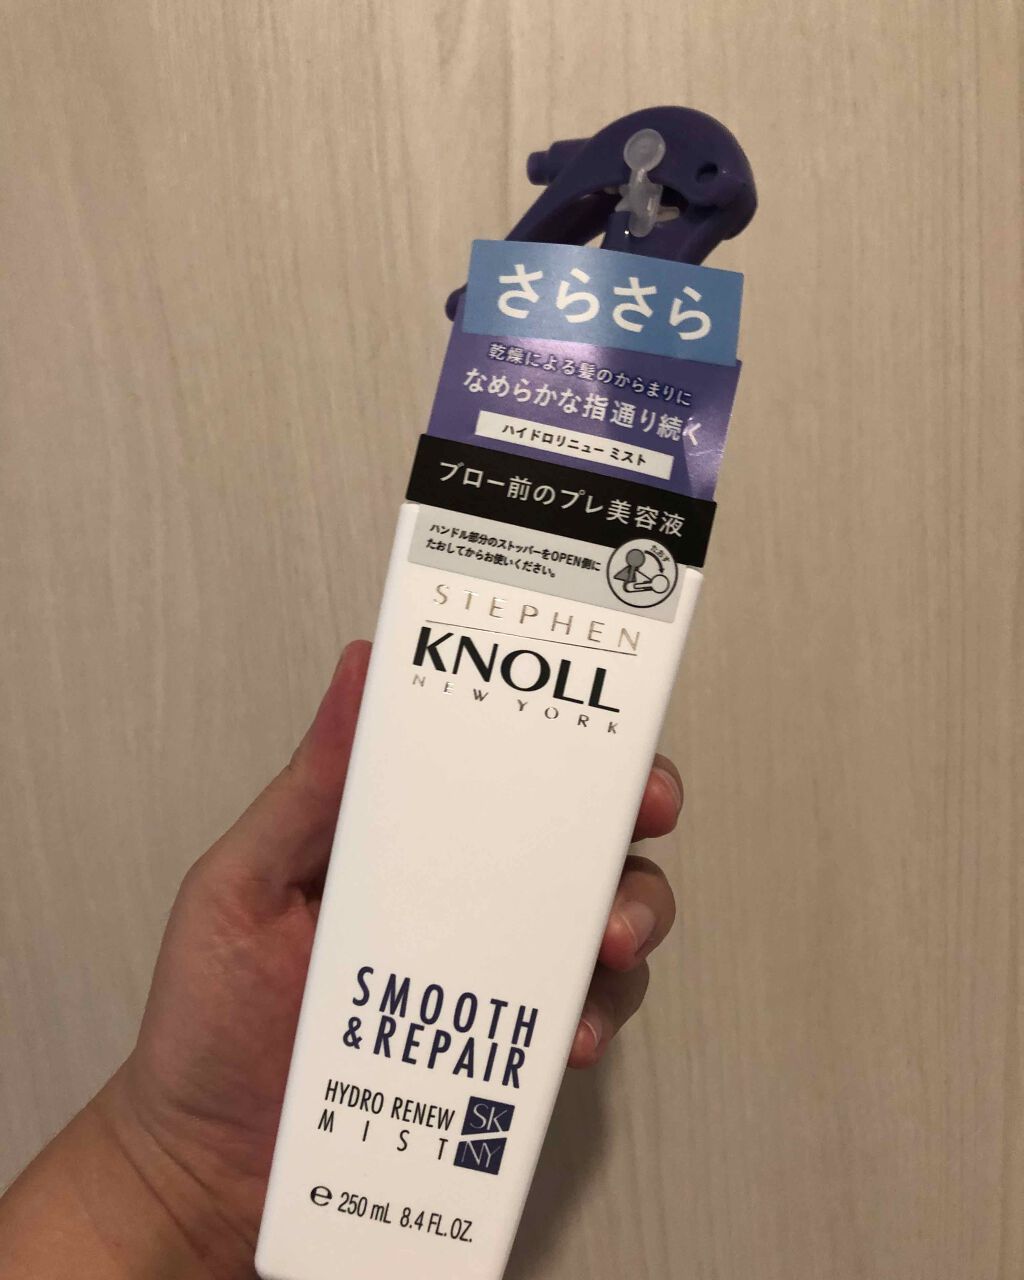 さらさら
乾燥による髪のからまりに
なめらかな指通り続く
ハイドロリニュー ミスト
ブロー前のプレ美容液
ハンドル部分のストッパーをOPEN側に
たおしてからお使いください。
たおす
STEPHEN
KNOLL
NEW YORK
SMOOTH
&REPAIR
HYDRO RENEW
MIST
SK
NY
e 250 mL 8.4 FL.OZ.